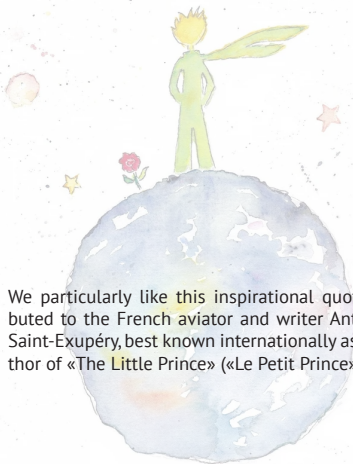 We particularly like this inspirational quo
buted to the French aviator and writer An
Saint-Exupéry, best known internationally as
thor of «The Little Prince» («Le Petit Prince»